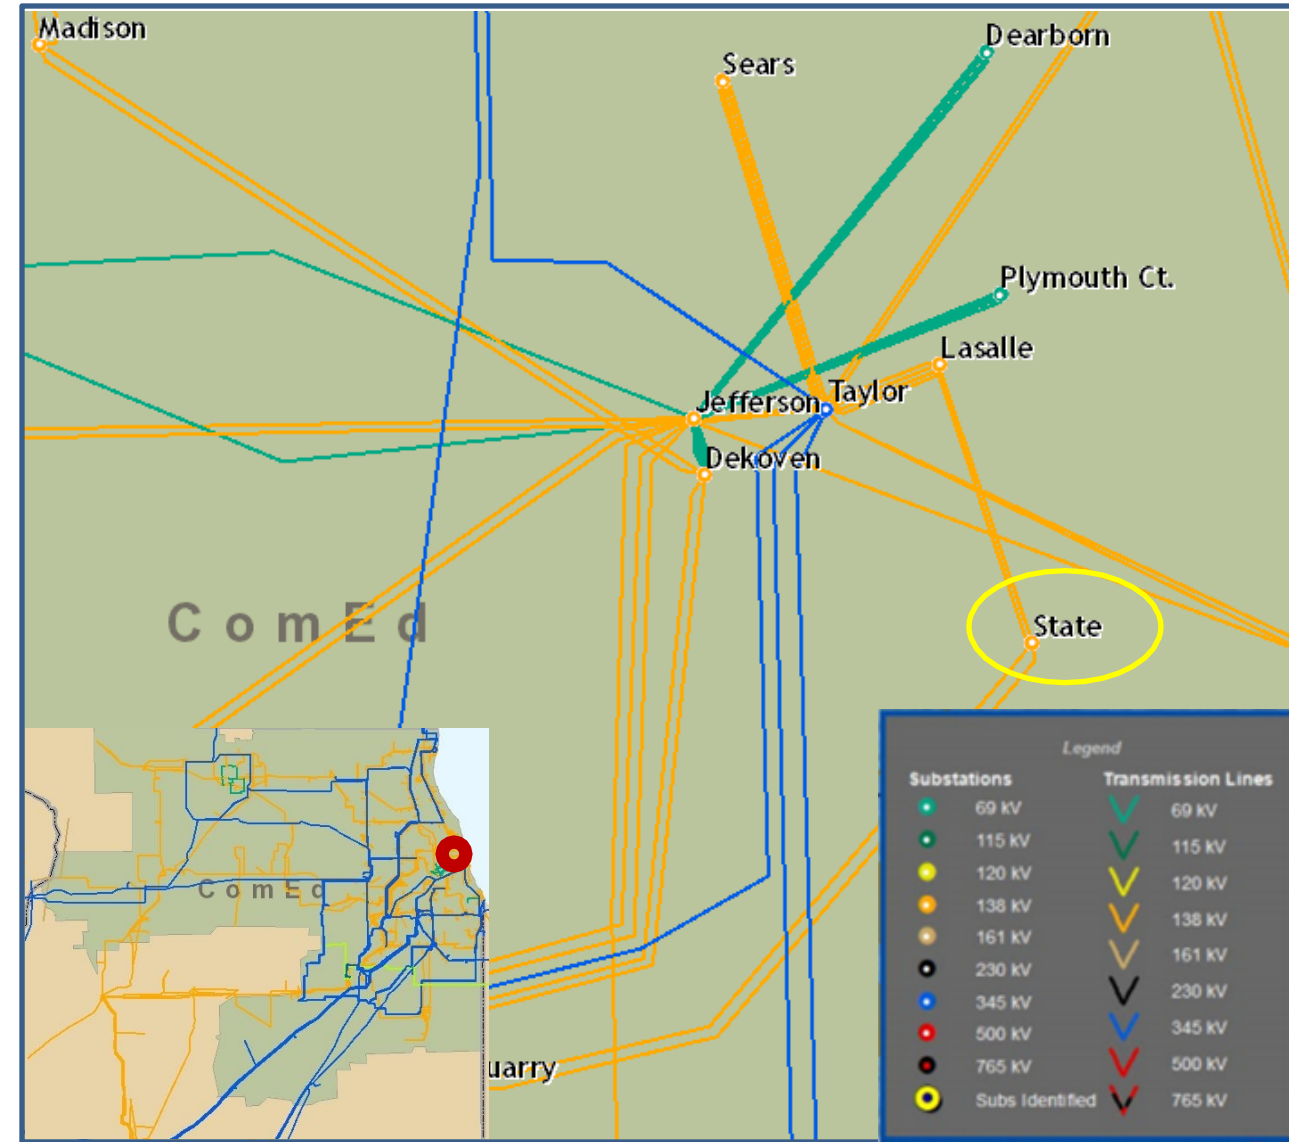 Madison
Dearborn
Sears
Plymouth Ct.
Lasalle
Taylor
Jefferson
Dekoven
ComEd
State
ComEd
uarry
Legend
Substations
69 kV
115 kV
120 kV
138 kV
161 kV
230 kV
345 kV
500 kV
765 kV
Subs Identified
Transmission Lines
69 kV
115 kV
120 kV
138 kV
161 kV
230 kV
345 kV
500 kV
765 kV